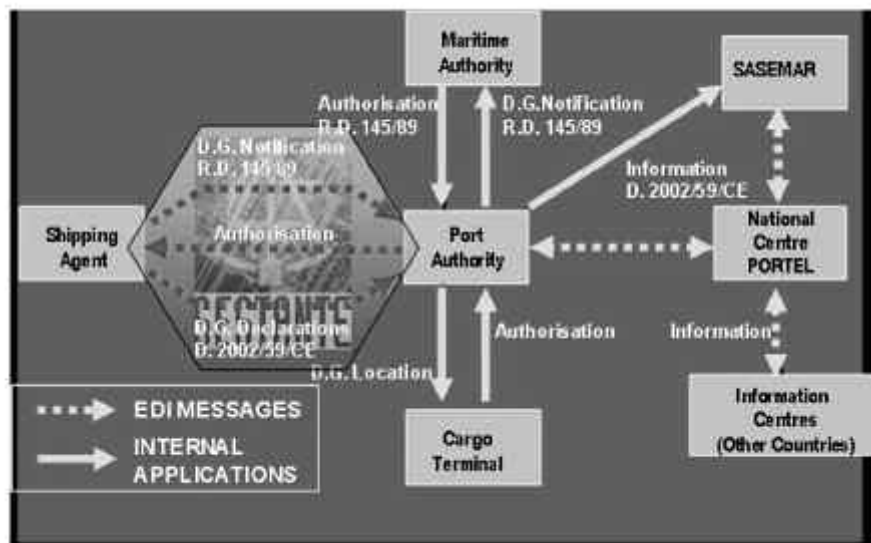 Maritime
Authority
SASEMAR
Authorisation
R.D. 145/89
D.G.Notification
R.D. 145/89
D.G. Notification
R.D. 145/89
Information
D. 2002/59/CE
Shipping
Agent
Authorisation
Port
Authority
National
Centre
PORTEL
SECTANTE
D.G. Declarations
D. 2002/59/CE
Authorisation
Information
D.G. Location
EDI MESSAGES
INTERNAL
APPLICATIONS
Cargo
Terminal
Information
Centres
(Other Countries)